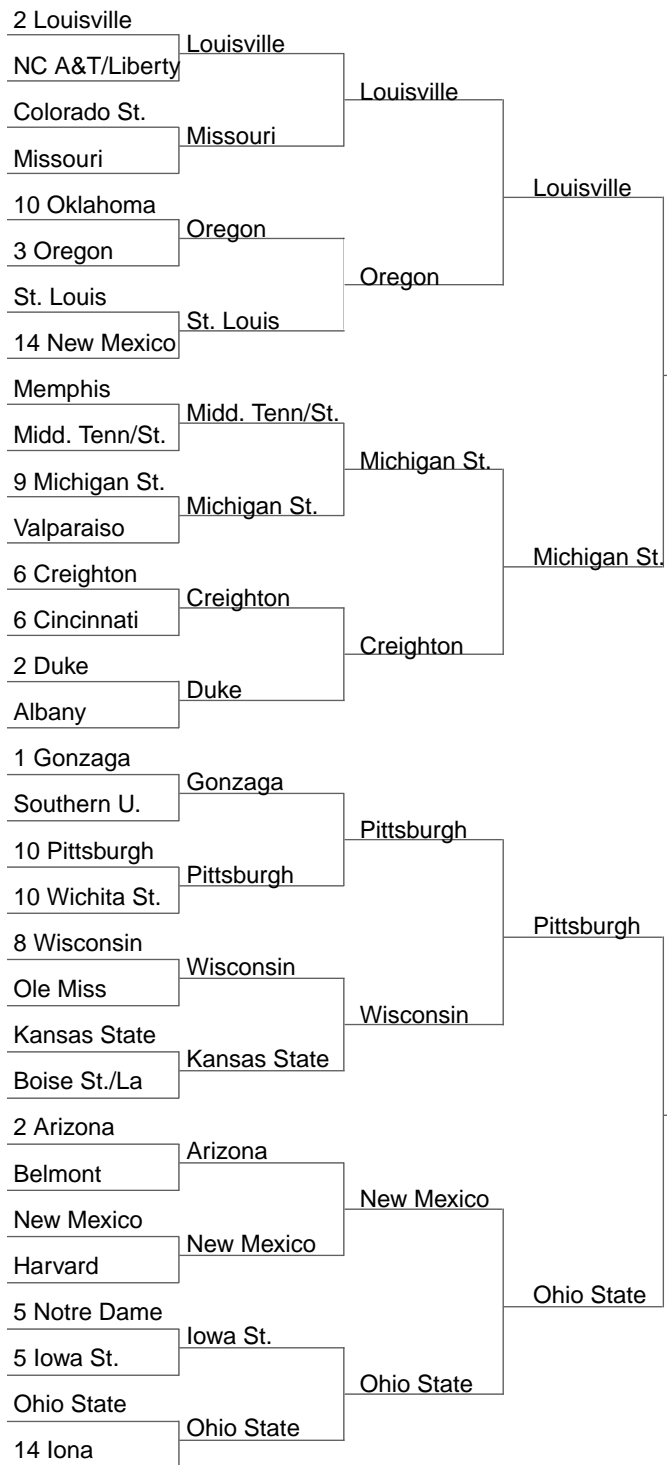 2 Louisville
NC A&T/Liberty
Colorado St.
Missouri
10 Oklahoma
3 Oregon
St. Louis
14 New Mexico
Memphis
Midd. Tenn/St.
9 Michigan St.
Valparaiso
6 Creighton
6 Cincinnati
2 Duke
Albany
1 Gonzaga
Southern U.
10 Pittsburgh
10 Wichita St.
8 Wisconsin
Ole Miss
Kansas State
Boise St./La
2 Arizona
Belmont
New Mexico
Harvard
5 Notre Dame
5 Iowa St.
Ohio State
14 Iona
Louisville
Missouri
Oregon
St. Louis
Midd. Tenn/St.
Michigan St.
Creighton
Duke
Gonzaga
Pittsburgh
Wisconsin
Kansas State
Arizona
New Mexico
Iowa St.
Ohio State
Louisville
Oregon
Michigan St.
Creighton
Pittsburgh
Wisconsin
New Mexico
Ohio State
Louisville
Michigan St.
Pittsburgh
Ohio State